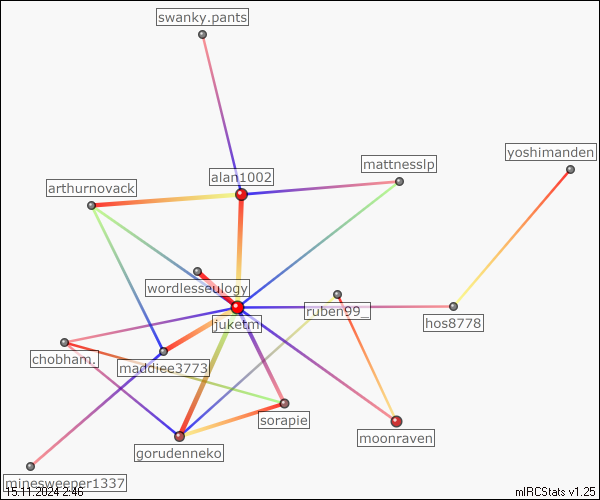 swanky.pants
yoshimanden
mattnesslp
alan1002
arthurnovack
wordlesseulogy
ruben99_
juketm
hos8778
chobham.
maddiee3773
sorapie
moonraven
gorudenneko
minesweeper1337
15.11.2024 2:46
mIRCStats v1.25